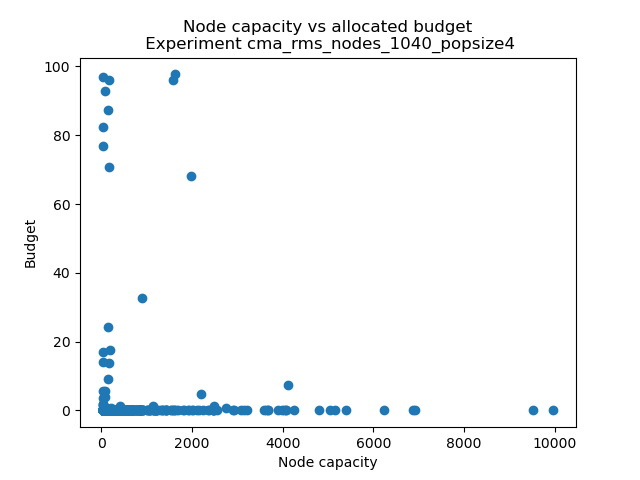 Node capacity vs allocated budget
Experiment cma_rms_nodes_1040_popsize4
100
80
60
40
20
0
Budget
0 2000 4000 6000 8000 10000
Node capacity